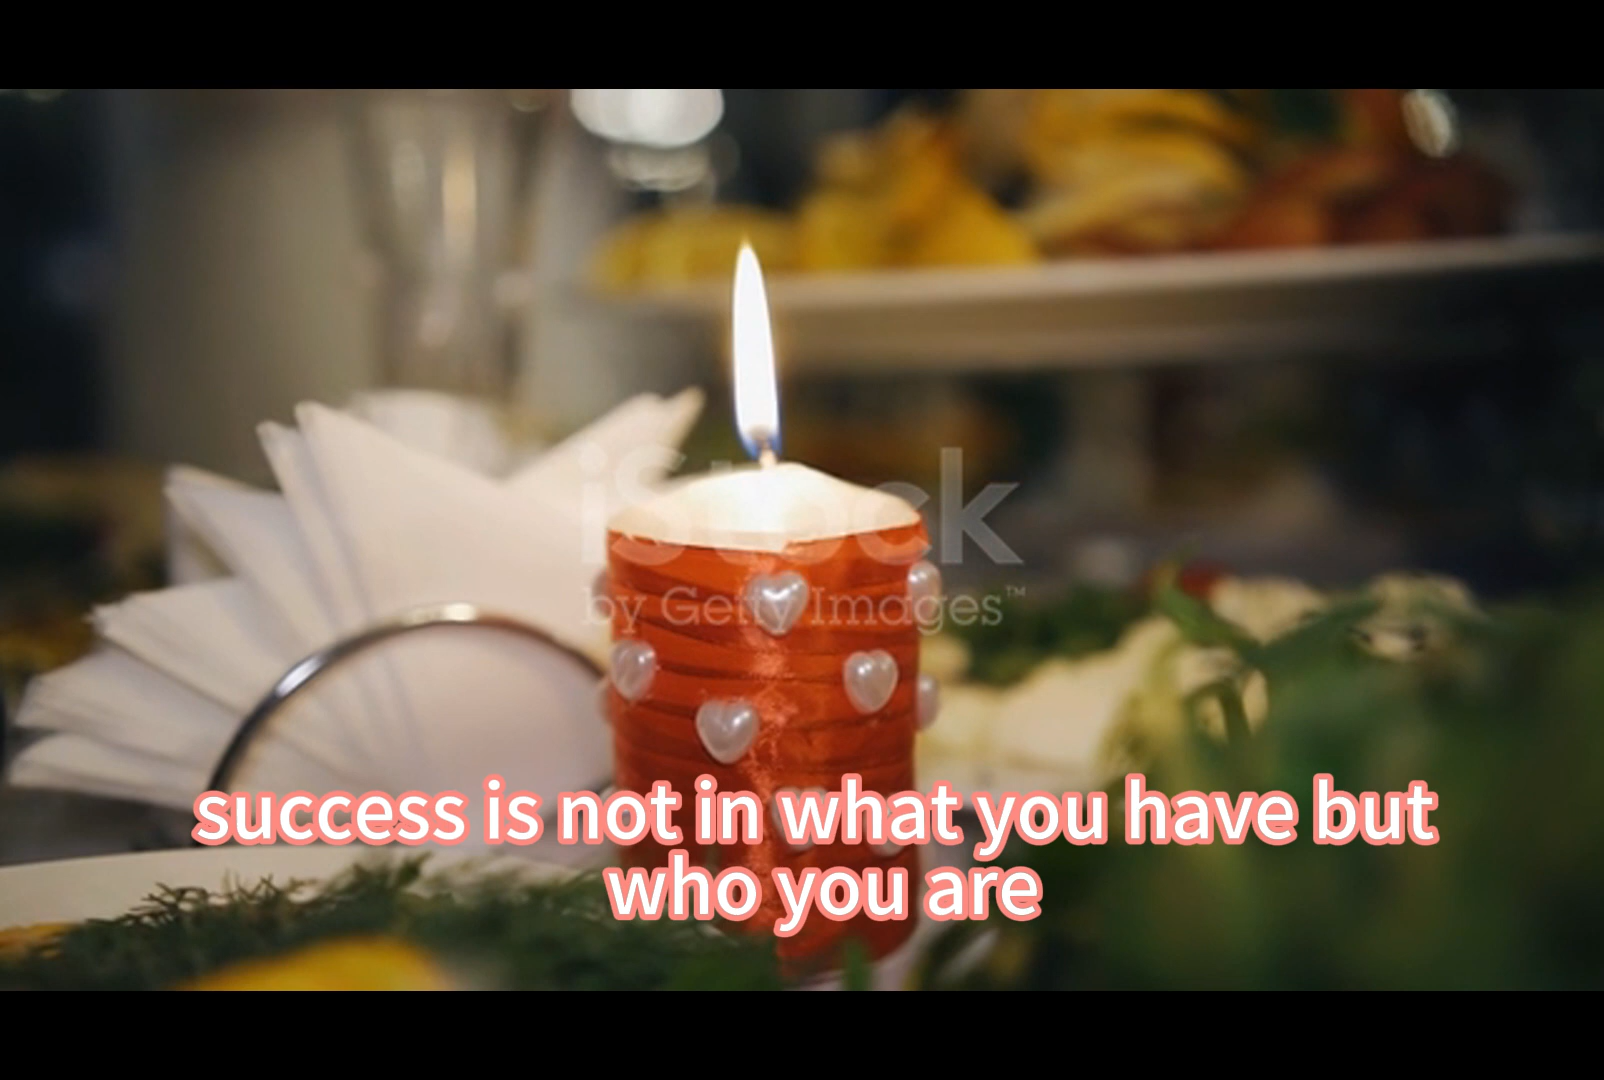 iStock
by Getty Images™
success is not in what you have but
who you are